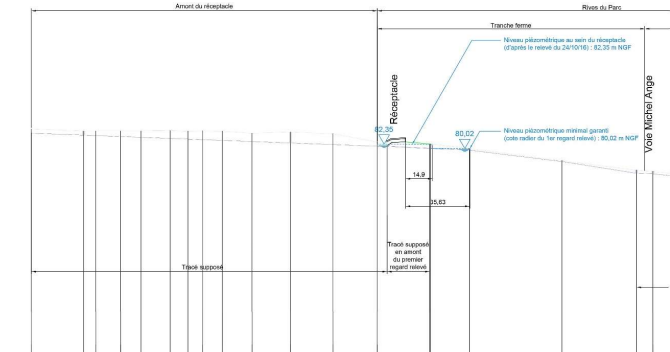 Amont du réceptacle
Rives du Parc
Tranche ferme
Niveau piézométrique au sein du réceptacle
(d'après le relevé du 24/10/16) : 82,35 m NGF
Réceptacle
Voie Michel Ange
82,35
80,02
Niveau piézométrique minimal garanti
(cote radier du 1er regard relevé) : 80,02 m NGF
14,9
35,63
Tracé supposé
en amont
du premier
regard relevé
Tracé supposé